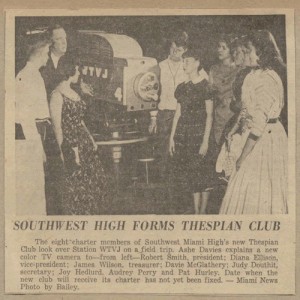 WTVJ
4
SOUTHWEST HIGH FORMS THESPIAN CLUB
The eight charter members of Southwest Miami High's new Thespian
Club look over Station WTVJ on a field trip. Ashe Davies explains a new
color TV camera to—from left—Robert Smith, president; Diana Ellison,
vice-president; James Wilson, treasurer; Davie McGlathery; Judy Douthit,
secretary; Joy Hedlund, Audrey Perry and Pat Hurley. Date when the
new club will receive its charter has not yet been fixed. — Miami News
Photo by Bailey.